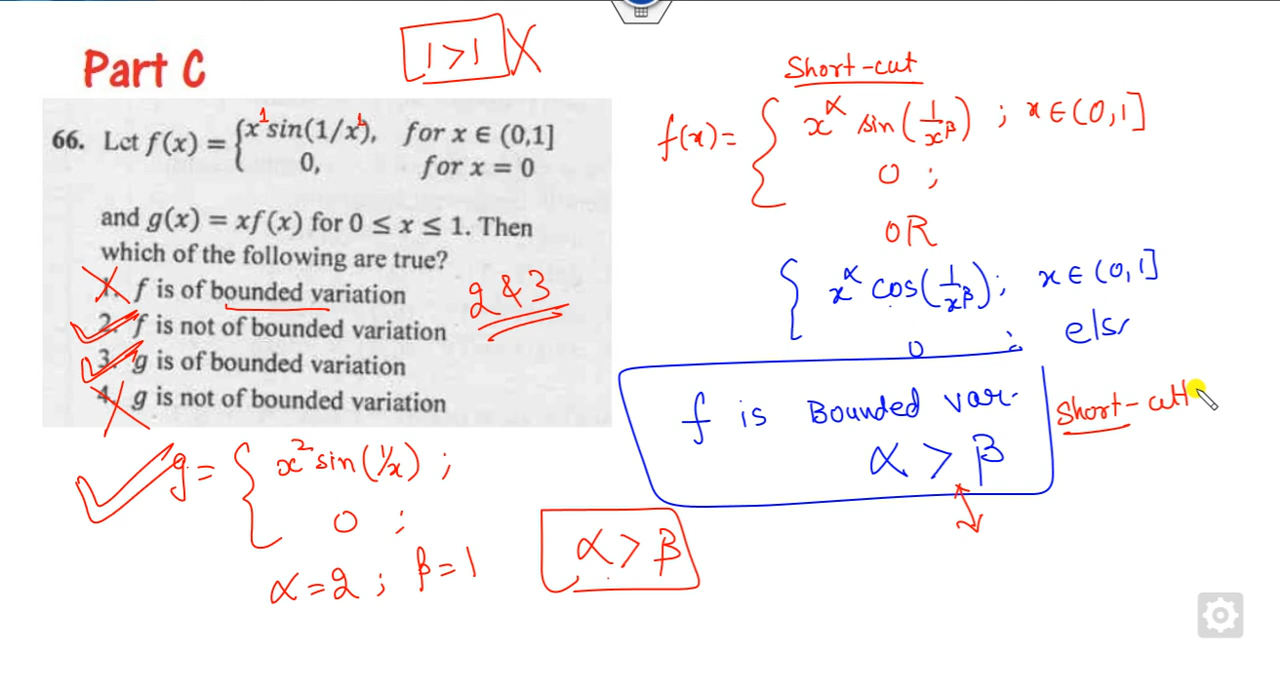 Part C
1 > 1 X
66. Let f(x) = { x¹ sin(1/x¹), for x ∈ (0,1]
0, for x = 0
and g(x) = xf(x) for 0 ≤ x ≤ 1. Then
which of the following are true?
1. f is of bounded variation
2. f is not of bounded variation
3. g is of bounded variation
4. g is not of bounded variation
2 & 3
g = { x² sin(1/x) ;
0 ;
α = 2 ; β = 1
α > β
Short-cut
f(x) = { x^α sin(1/x^β) ; x ∈ (0,1]
0 ;
OR
{ x^α cos(1/x^β) ; x ∈ (0,1]
0 ; else
f is Bounded var.
α > β
Short-cut